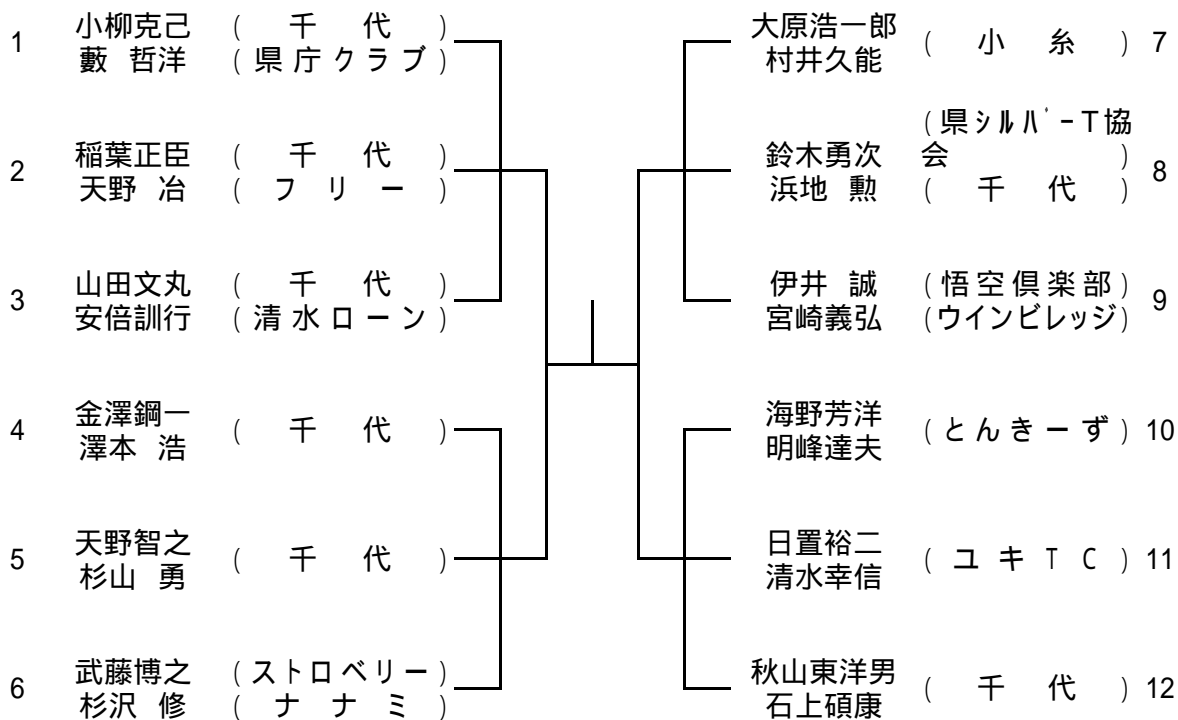 1 小柳克己 (千代)
藪 哲洋 (県庁クラブ)
2 稲葉正臣 (千代)
天野 冶 (フリー)
3 山田文丸 (千代)
安倍訓行 (清水ローン)
4 金澤鋼一 (千代)
澤本 浩
5 天野智之 (千代)
杉山 勇
6 武藤博之 (ストロベリー)
杉沢 修 (ナナミ)
大原浩一郎 (小糸) 7
村井久能
鈴木勇次 (県シルバーT協会) 8
浜地 勲 (千代)
伊井 誠 (悟空倶楽部) 9
宮崎義弘 (ウインビレッジ)
海野芳洋 (とんきーず) 10
明峰達夫
日置裕二 (ユキTC) 11
清水幸信
秋山東洋男 (千代) 12
石上碩康